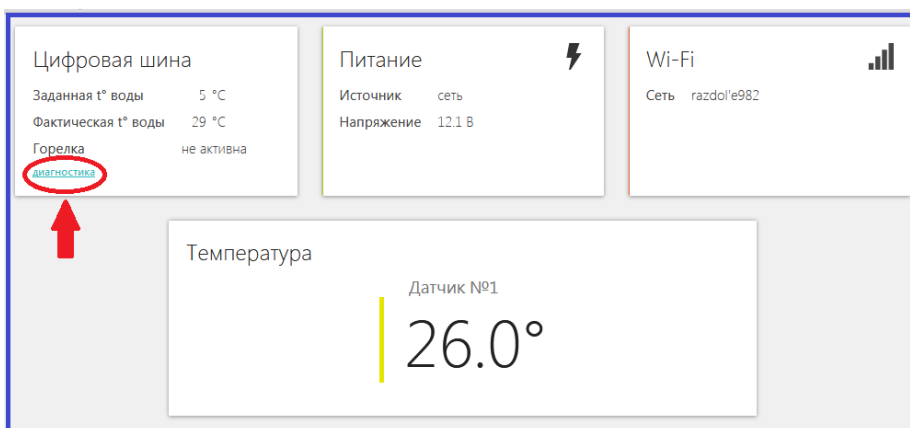 Цифровая шина
Заданная t° воды 5 °C
Фактическая t° воды 29 °C
Горелка не активна
диагностика
Питание
Источник сеть
Напряжение 12.1 В
Wi-Fi
Сеть razdol'e982
Температура
Датчик №1
26.0°